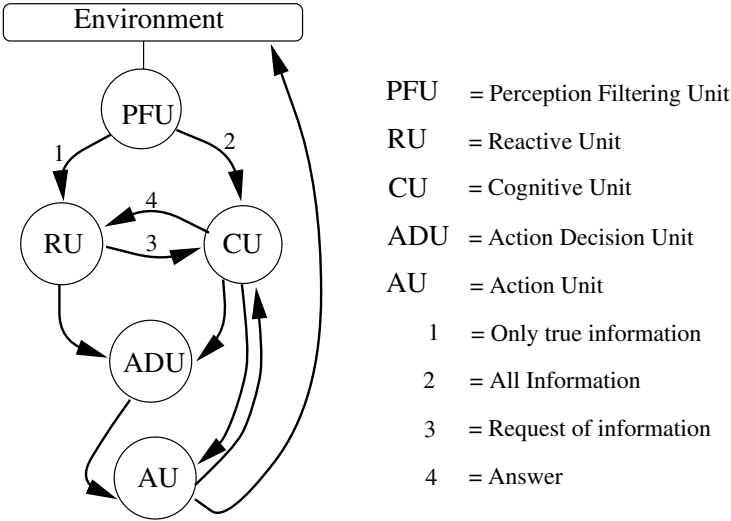 Environment
PFU
1
2
4
RU
3
CU
ADU
AU
PFU = Perception Filtering Unit
RU = Reactive Unit
CU = Cognitive Unit
ADU = Action Decision Unit
AU = Action Unit
1 = Only true information
2 = All Information
3 = Request of information
4 = Answer